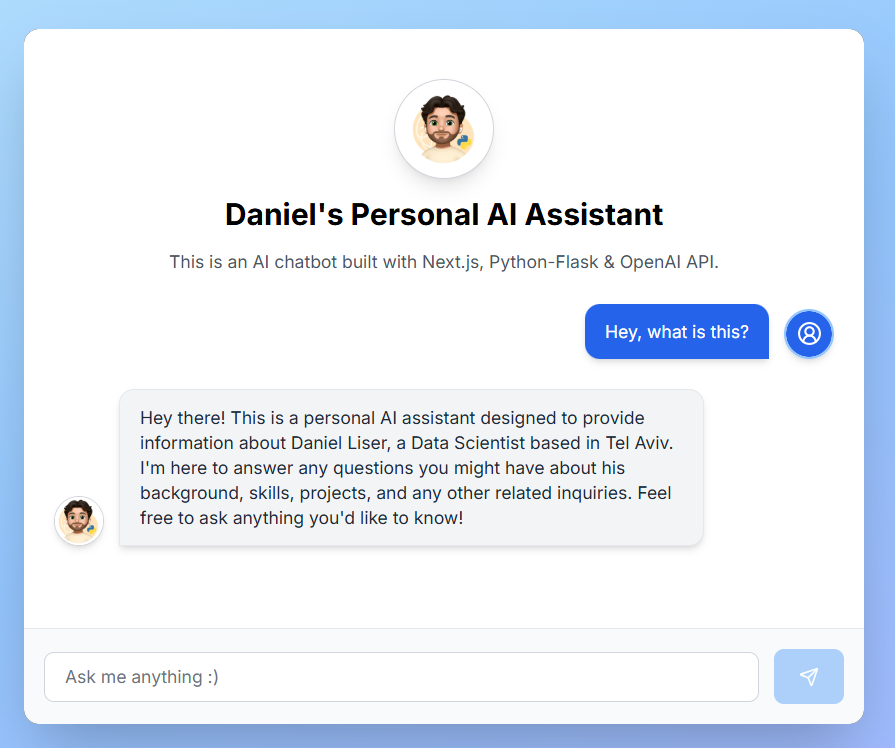 Daniel's Personal AI Assistant
This is an AI chatbot built with Next.js, Python-Flask & OpenAI API.
Hey, what is this?
Hey there! This is a personal AI assistant designed to provide
information about Daniel Liser, a Data Scientist based in Tel Aviv.
I'm here to answer any questions you might have about his
background, skills, projects, and any other related inquiries. Feel
free to ask anything you'd like to know!
Ask me anything :)